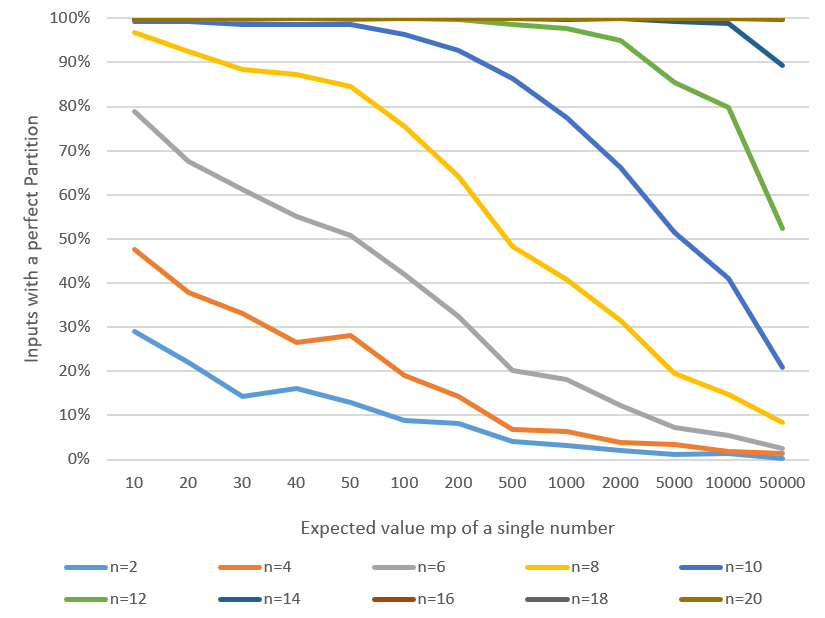 100%
90%
80%
70%
60%
50%
40%
30%
20%
10%
0%
Inputs with a perfect Partition
10 20 30 40 50 100 200 500 1000 2000 5000 10000 50000
Expected value mp of a single number
n=2 n=4 n=6 n=8 n=10
n=12 n=14 n=16 n=18 n=20